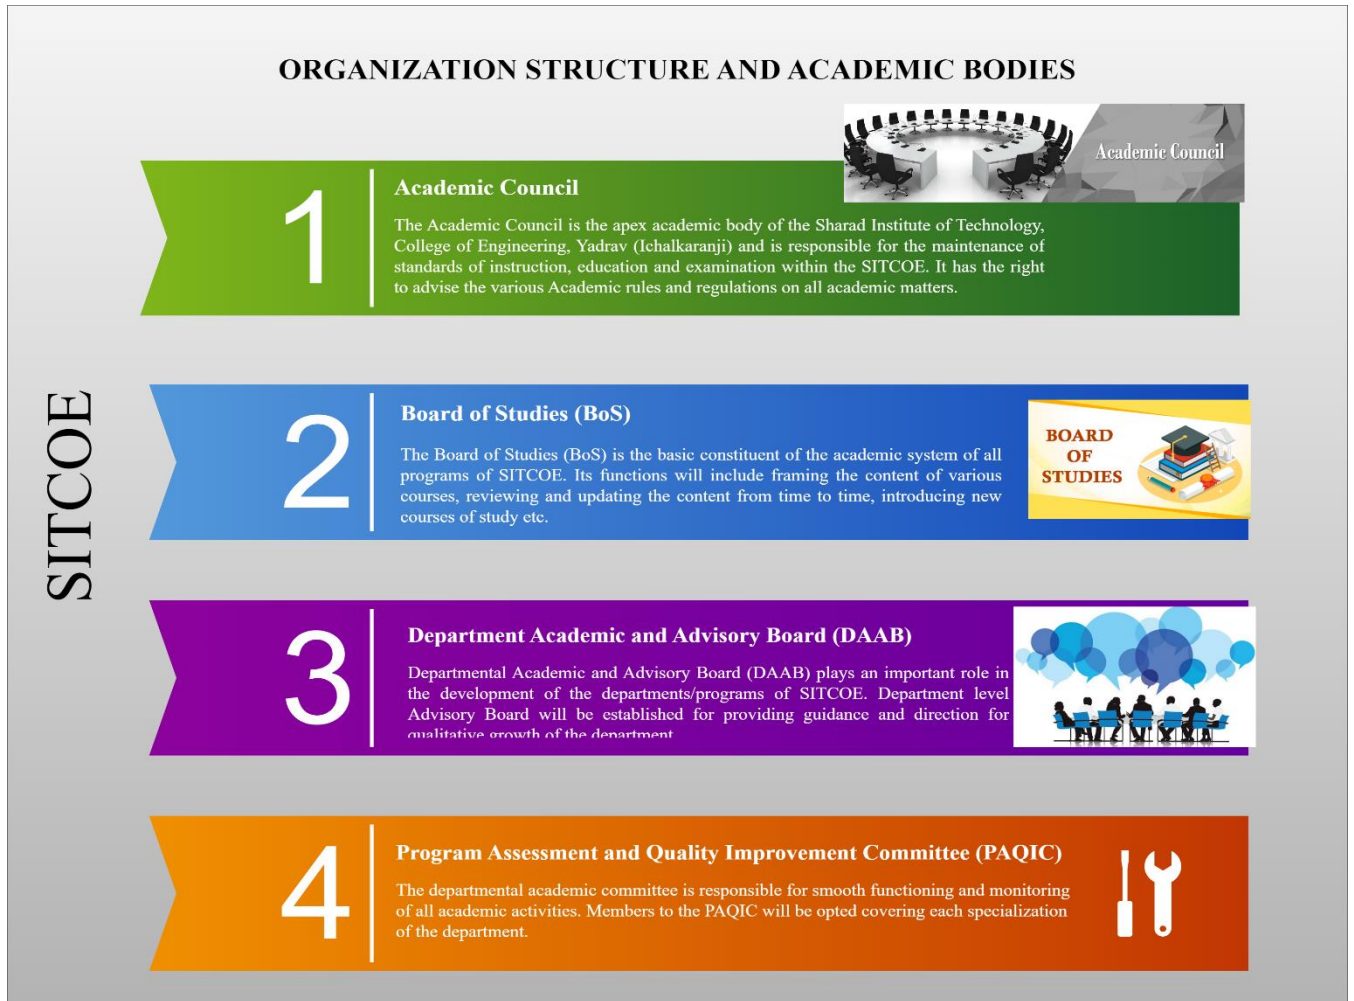 ORGANIZATION STRUCTURE AND ACADEMIC BODIES
Academic Council
1
Academic Council
The Academic Council is the apex academic body of the Sharad Institute of Technology,
College of Engineering, Yadrav (Ichalkaranji) and is responsible for the maintenance of
standards of instruction, education and examination within the SITCOE. It has the right
to advise the various Academic rules and regulations on all academic matters.
SITCOE
2
Board of Studies (BoS)
The Board of Studies (BoS) is the basic constituent of the academic system of all
programs of SITCOE. Its functions will include framing the content of various
courses, reviewing and updating the content from time to time, introducing new
courses of study etc.
BOARD
OF
STUDIES
3
Department Academic and Advisory Board (DAAB)
Departmental Academic and Advisory Board (DAAB) plays an important role in
the development of the departments/programs of SITCOE. Department level
Advisory Board will be established for providing guidance and direction for
qualitative growth of the department
4
Program Assessment and Quality Improvement Committee (PAQIC)
The departmental academic committee is responsible for smooth functioning and monitoring
of all academic activities. Members to the PAQIC will be opted covering each specialization
of the department.